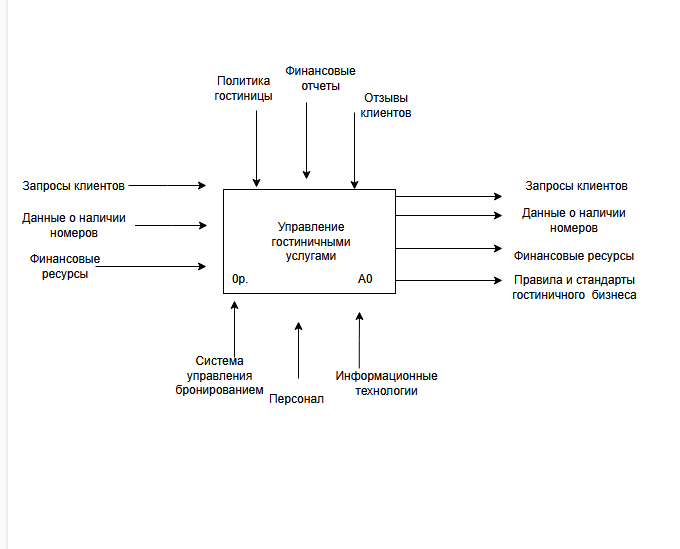 Политика
гостиницы
Финансовые
отчеты
Отзывы
клиентов
Запросы клиентов
Данные о наличии
номеров
Финансовые
ресурсы
Управление
гостиничными
услугами
0р.
A0
Запросы клиентов
Данные о наличии
номеров
Финансовые ресурсы
Правила и стандарты
гостиничного бизнеса
Система
управления
бронированием
Персонал
Информационные
технологии